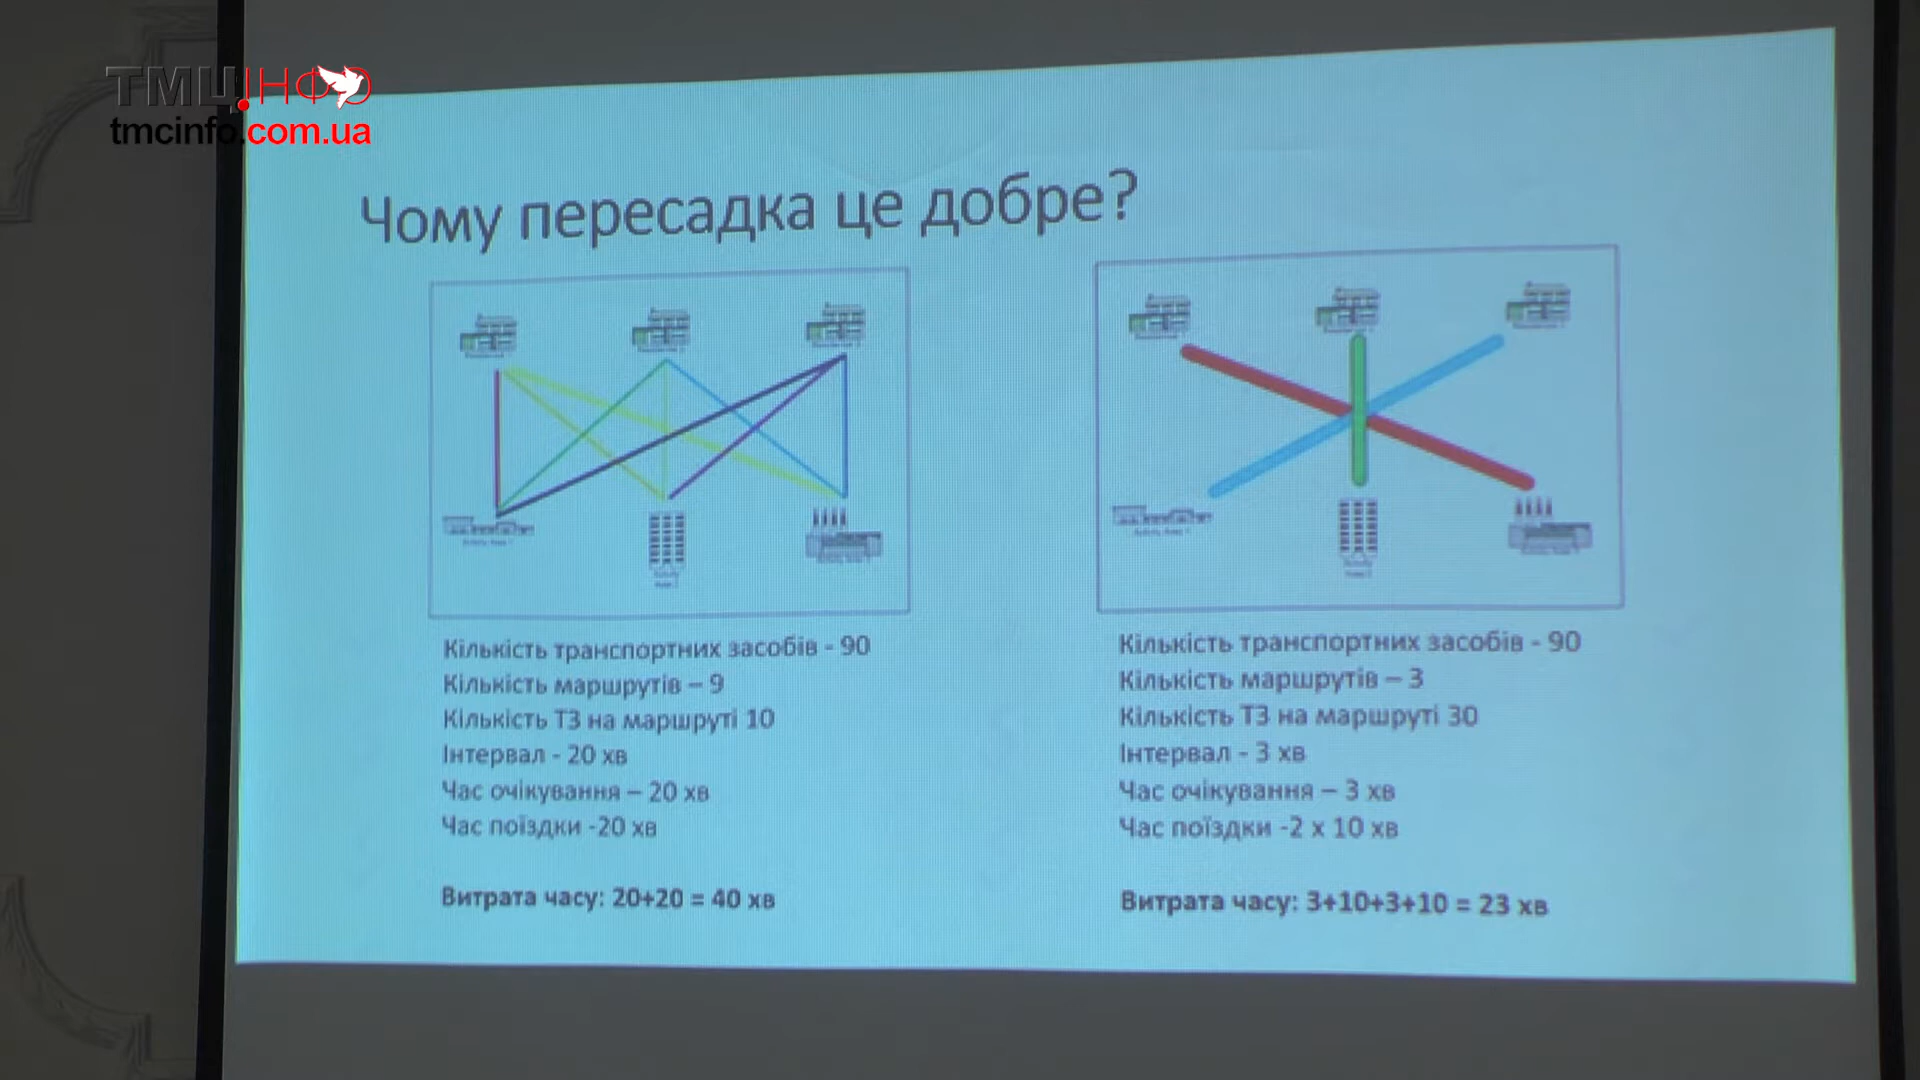 ТМЦ.ІНФО
tmcinfo.com.ua
Чому пересадка це добре?
Кількість транспортних засобів - 90
Кількість маршрутів – 9
Кількість ТЗ на маршруті 10
Інтервал - 20 хв
Час очікування – 20 хв
Час поїздки -20 хв
Витрата часу: 20+20 = 40 хв
Кількість транспортних засобів - 90
Кількість маршрутів – 3
Кількість ТЗ на маршруті 30
Інтервал - 3 хв
Час очікування – 3 хв
Час поїздки -2 х 10 хв
Витрата часу: 3+10+3+10 = 23 хв